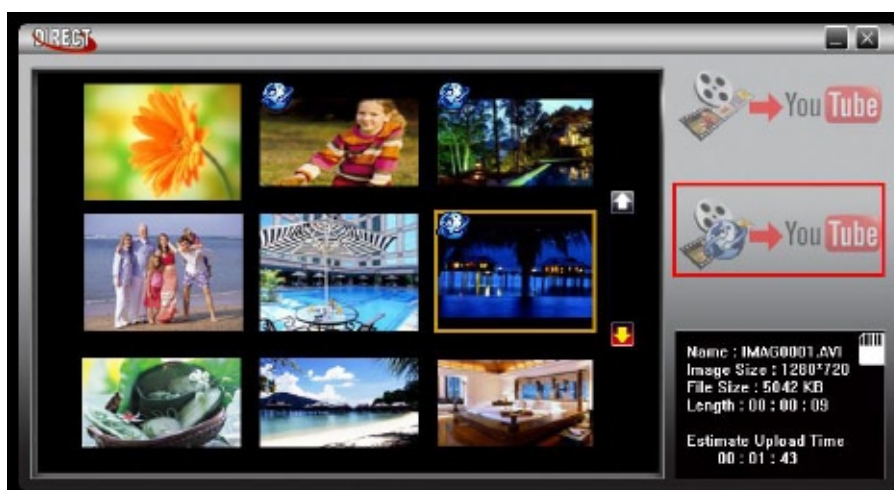 DIRECT
You Tube
You Tube
Name : IMAG0001.AVI
Image Size : 1280*720
File Size : 5042 KB
Length : 00 : 00 : 09
Estimate Upload Time
00 : 01 : 43